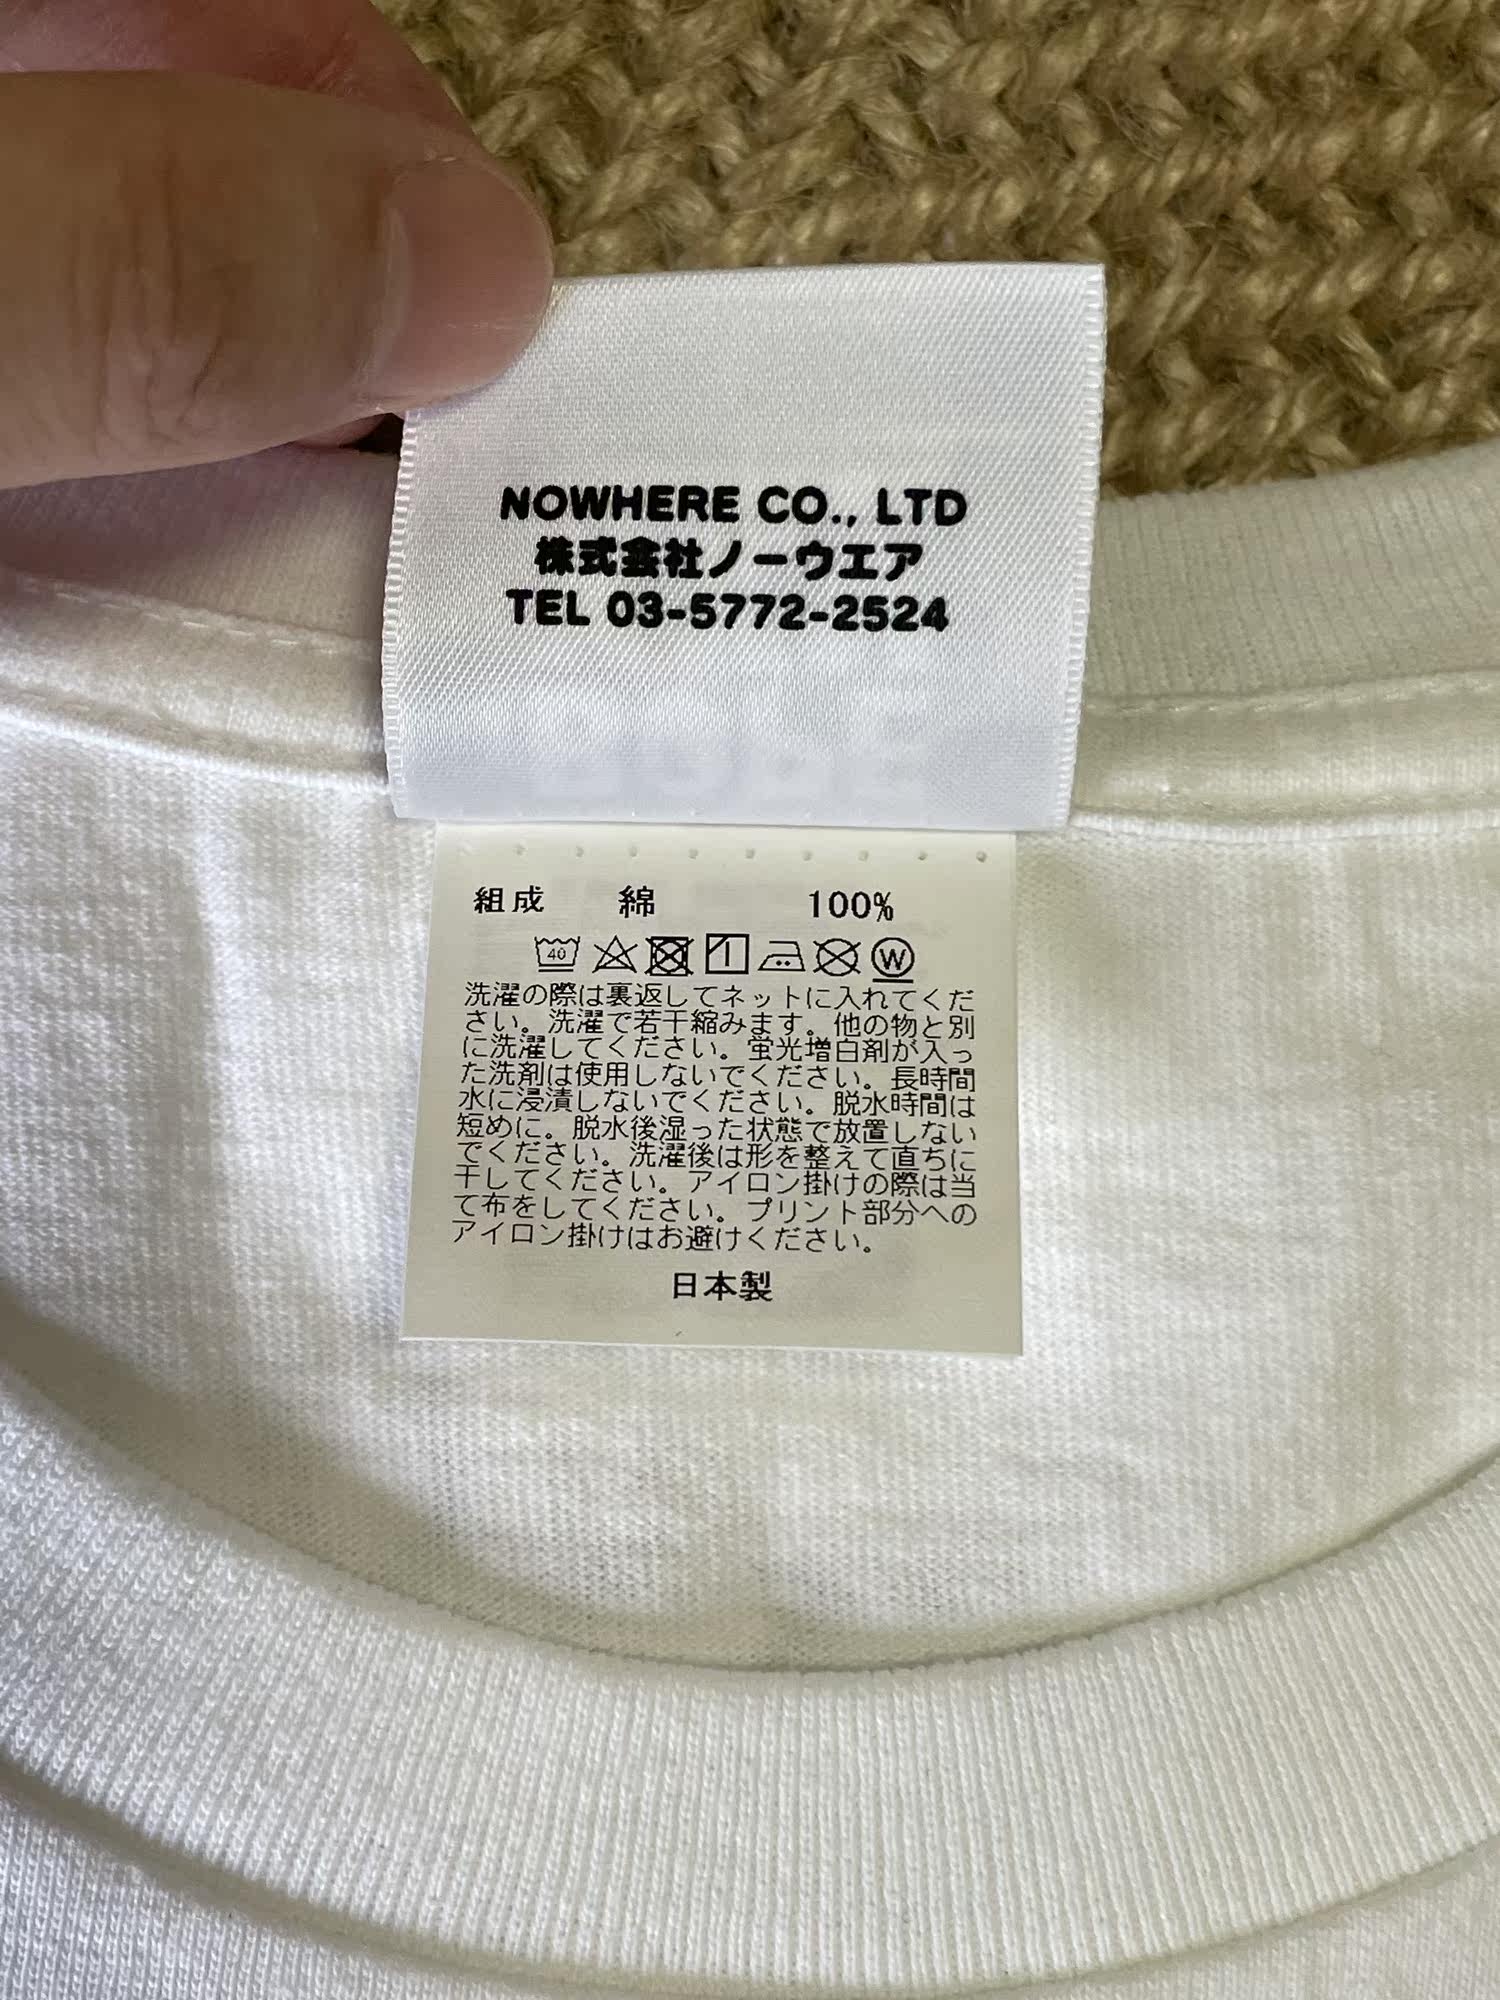 NOWHERE CO., LTD
株式会社ノーウエア
TEL 03-5772-2524
組成 綿 100%
40 W
洗濯の際は裏返してネットに入れてくだ
さい。洗濯で若干縮みます。他の物と別
に洗濯してください。蛍光増白剤が入っ
た洗剤は使用しないでください。長時間
水に浸漬しないでください。脱水時間は
短めに。脱水後湿った状態で放置しない
でください。洗濯後は形を整えて直ちに
干してください。アイロン掛けの際は当
て布をしてください。プリント部分への
アイロン掛けはお避けください。
日本製